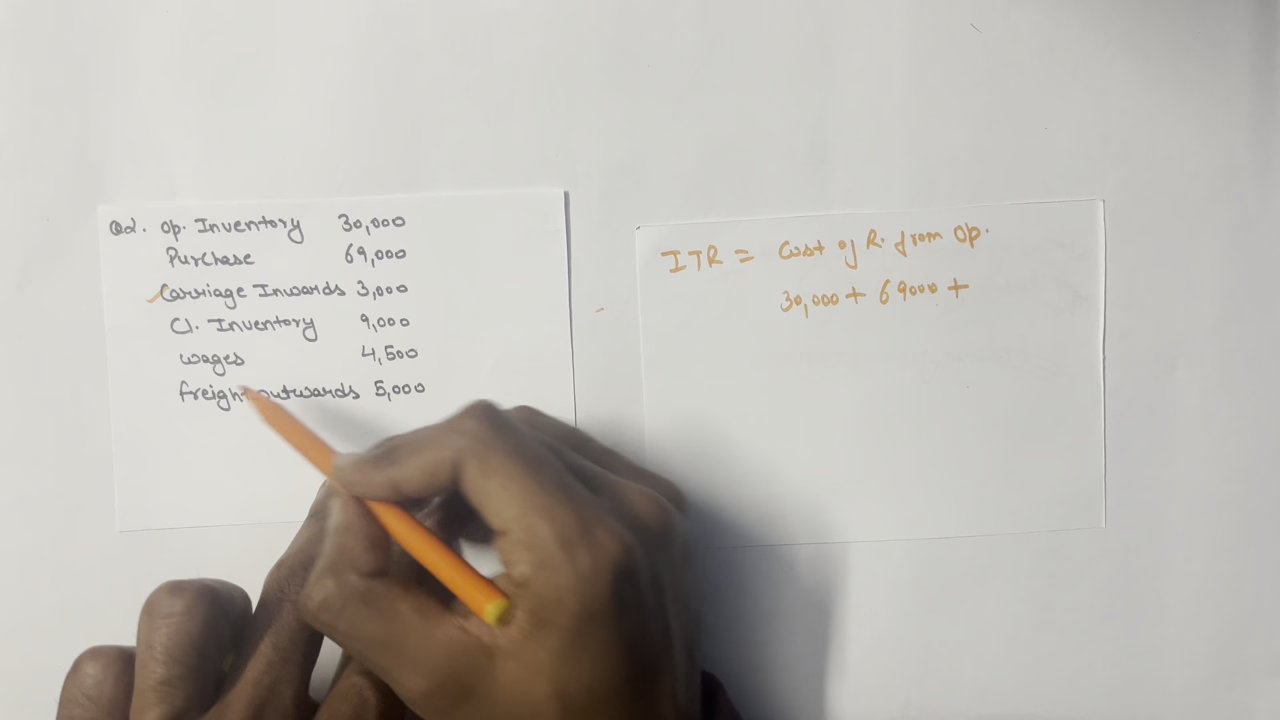 Q2. Op. Inventory 30,000
Purchase 69,000
Carriage Inwards 3,000
Cl. Inventory 9,000
wages 4,500
freight outwards 5,000
ITR = Cost of R. from Op.
30,000 + 69000 +